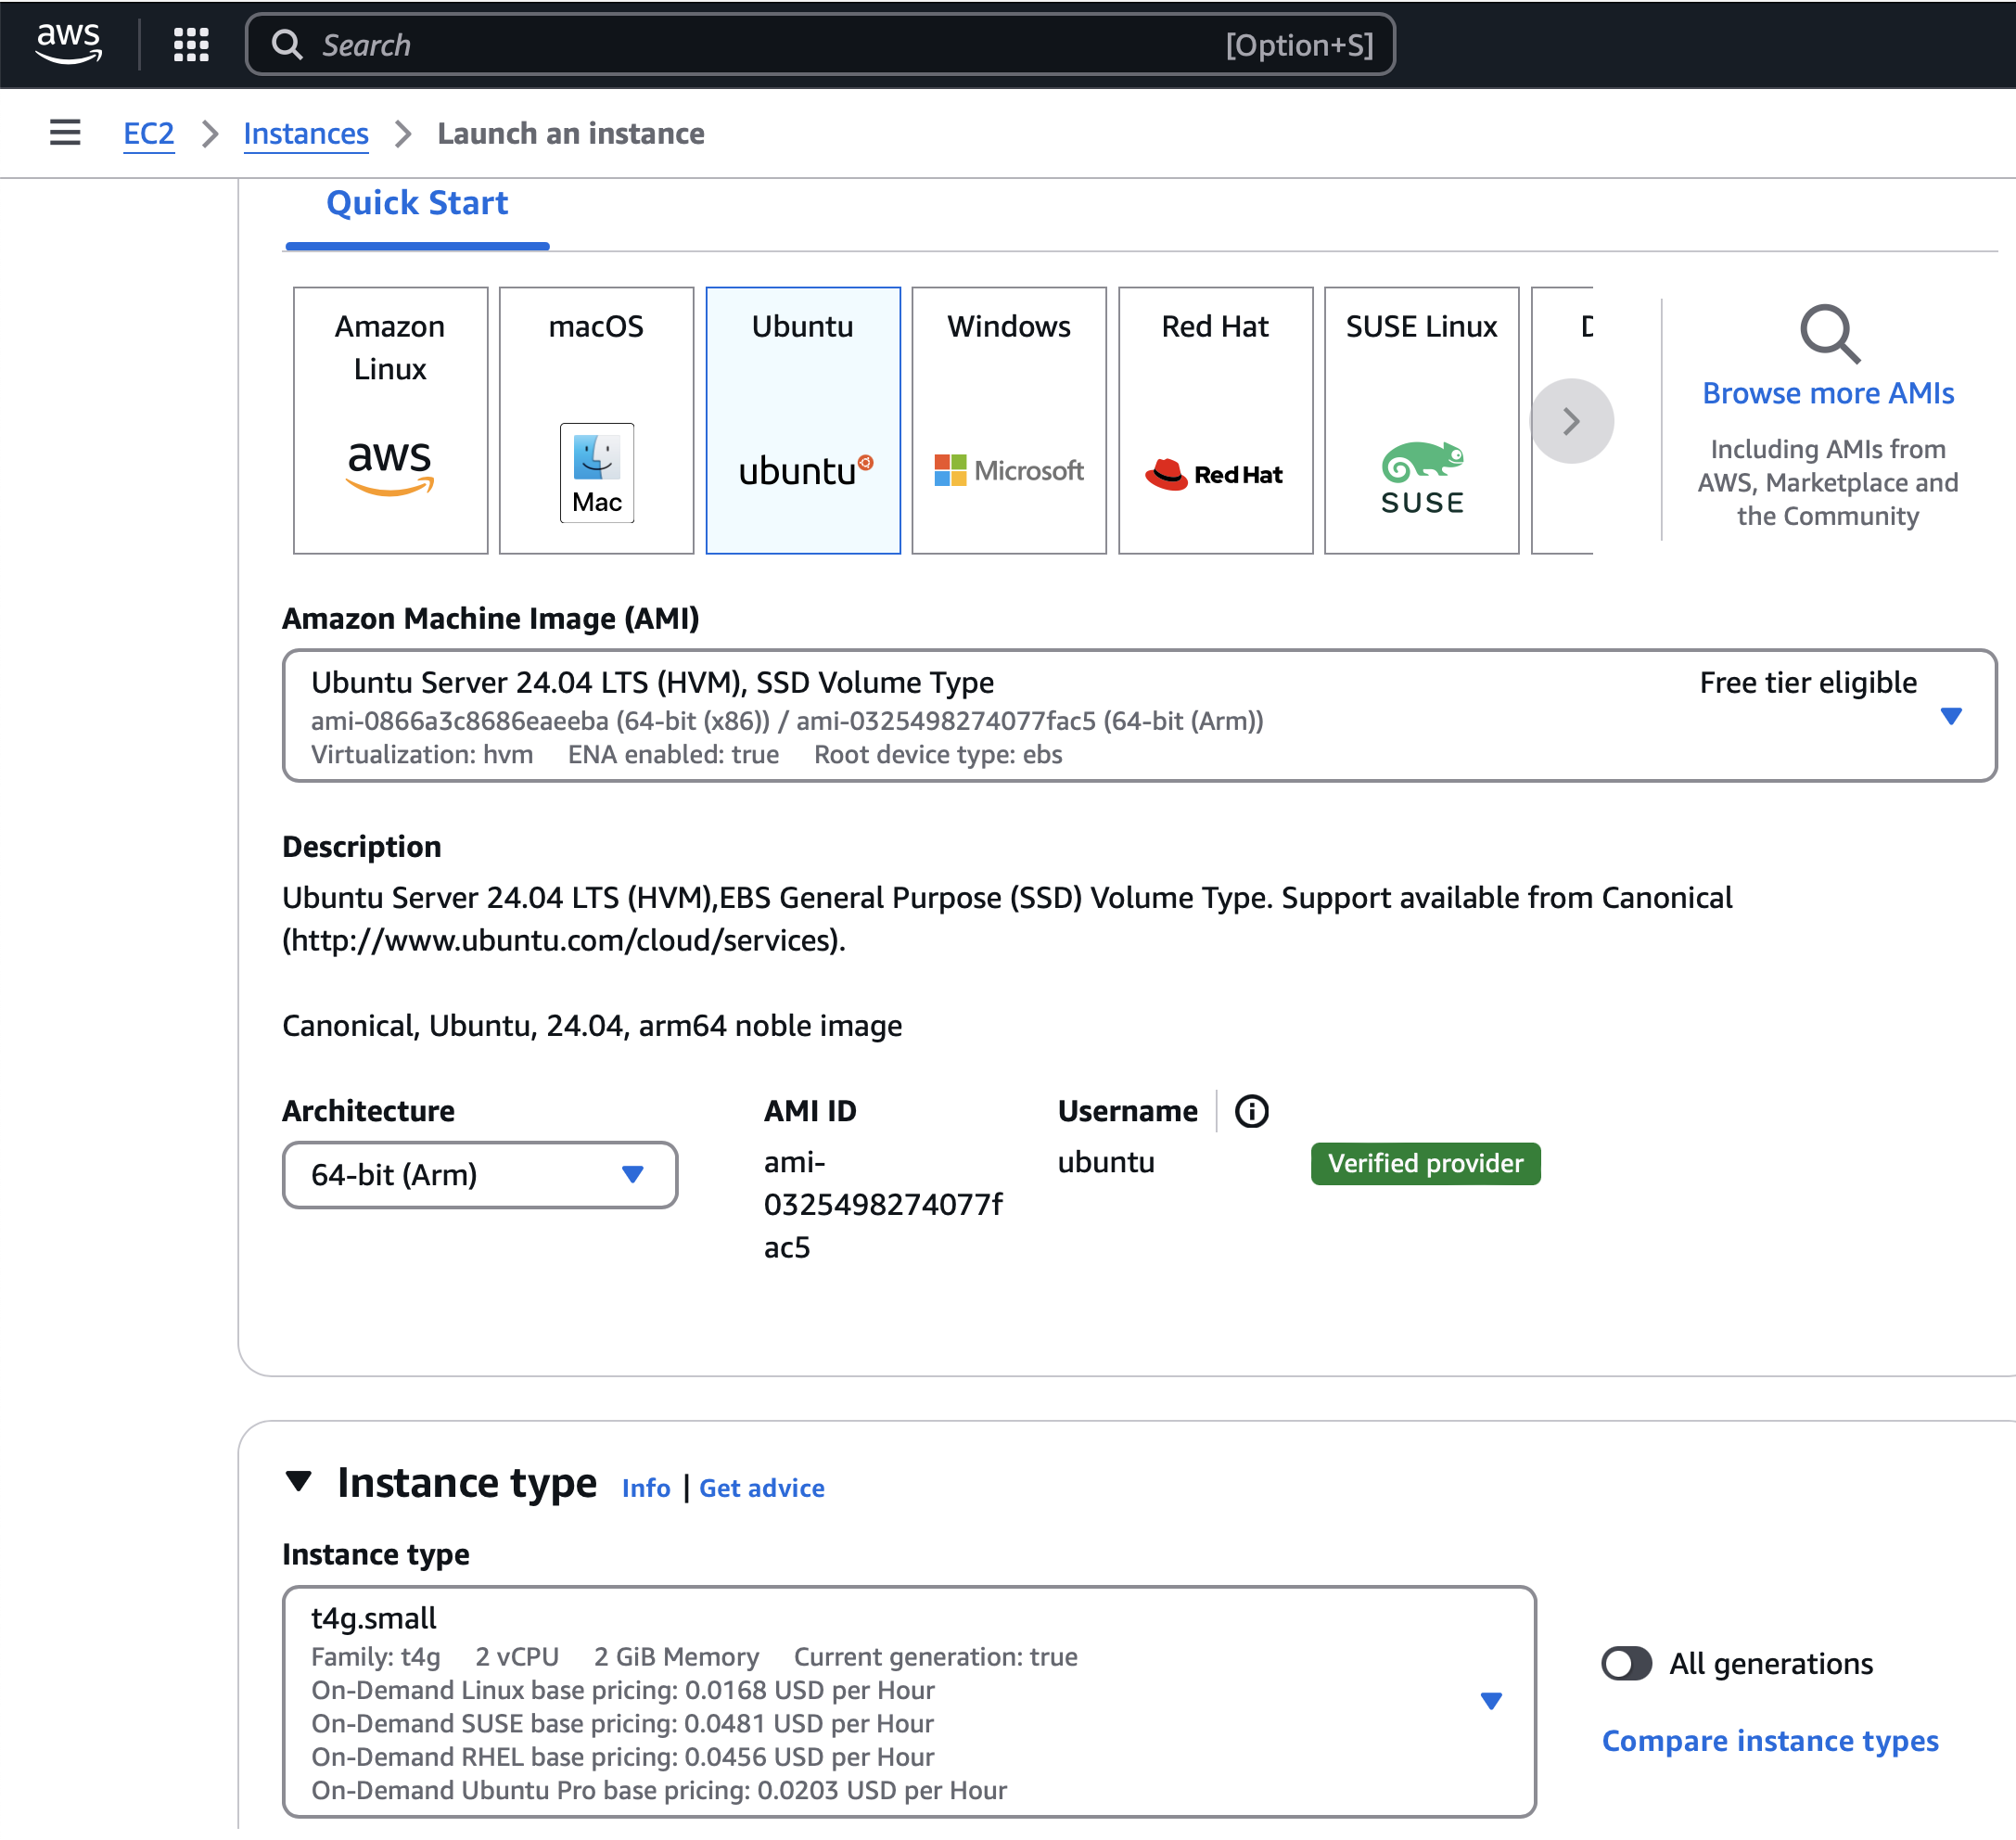 aws
Search [Option+S]
EC2 Instances Launch an instance
Quick Start
Amazon
Linux
aws
macOS
Mac
Ubuntu
ubuntu
Windows
Microsoft
Red Hat
Red Hat
SUSE Linux
SUSE
Browse more AMIs
Including AMIs from
AWS, Marketplace and
the Community
Amazon Machine Image (AMI)
Ubuntu Server 24.04 LTS (HVM), SSD Volume Type Free tier eligible
ami-0866a3c8686eaeeba (64-bit (x86)) / ami-0325498274077fac5 (64-bit (Arm))
Virtualization: hvm ENA enabled: true Root device type: ebs
Description
Ubuntu Server 24.04 LTS (HVM),EBS General Purpose (SSD) Volume Type. Support available from Canonical
(http://www.ubuntu.com/cloud/services).
Canonical, Ubuntu, 24.04, arm64 noble image
Architecture AMI ID Username
64-bit (Arm)
ami-
0325498274077f
ac5
ubuntu
Verified provider
Instance type Info | Get advice
Instance type
t4g.small
Family: t4g 2 vCPU 2 GiB Memory Current generation: true
On-Demand Linux base pricing: 0.0168 USD per Hour
On-Demand SUSE base pricing: 0.0481 USD per Hour
On-Demand RHEL base pricing: 0.0456 USD per Hour
On-Demand Ubuntu Pro base pricing: 0.0203 USD per Hour
All generations
Compare instance types